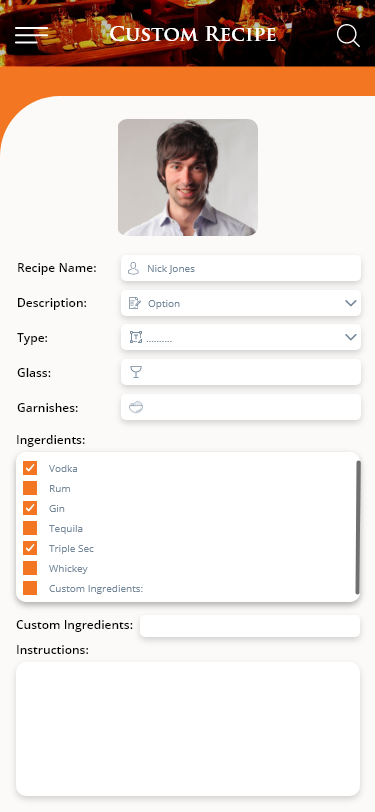 Custom Recipe
Recipe Name: Nick Jones
Description: Option
Type: ..........
Glass:
Garnishes:
Ingerdients:
Vodka
Rum
Gin
Tequila
Triple Sec
Whickey
Custom Ingredients:
Custom Ingredients:
Instructions: